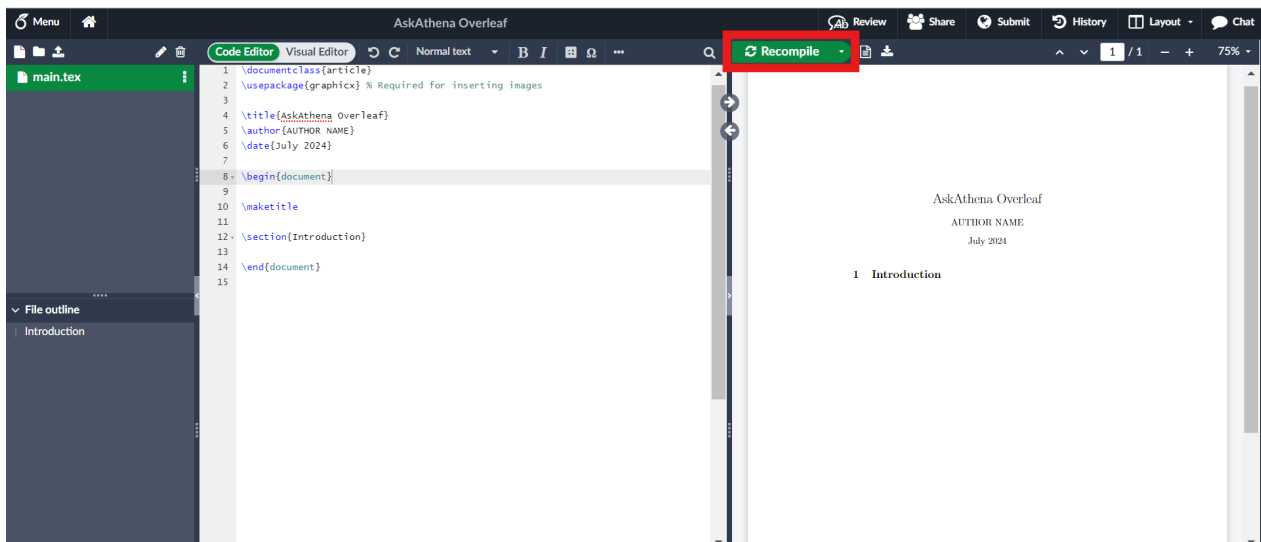 Menu AskAthena Overleaf Review Share Submit History Layout Chat
Code Editor Visual Editor Normal text B I Ω Recompile 1 / 1 − + 75%
main.tex
1 \documentclass{article}
2 \usepackage{graphicx} % Required for inserting images
3
4 \title{AskAthena Overleaf}
5 \author{AUTHOR NAME}
6 \date{July 2024}
7
8 \begin{document}
9
10 \maketitle
11
12 \section{Introduction}
13
14 \end{document}
15
File outline
Introduction
AskAthena Overleaf
AUTHOR NAME
July 2024
1 Introduction